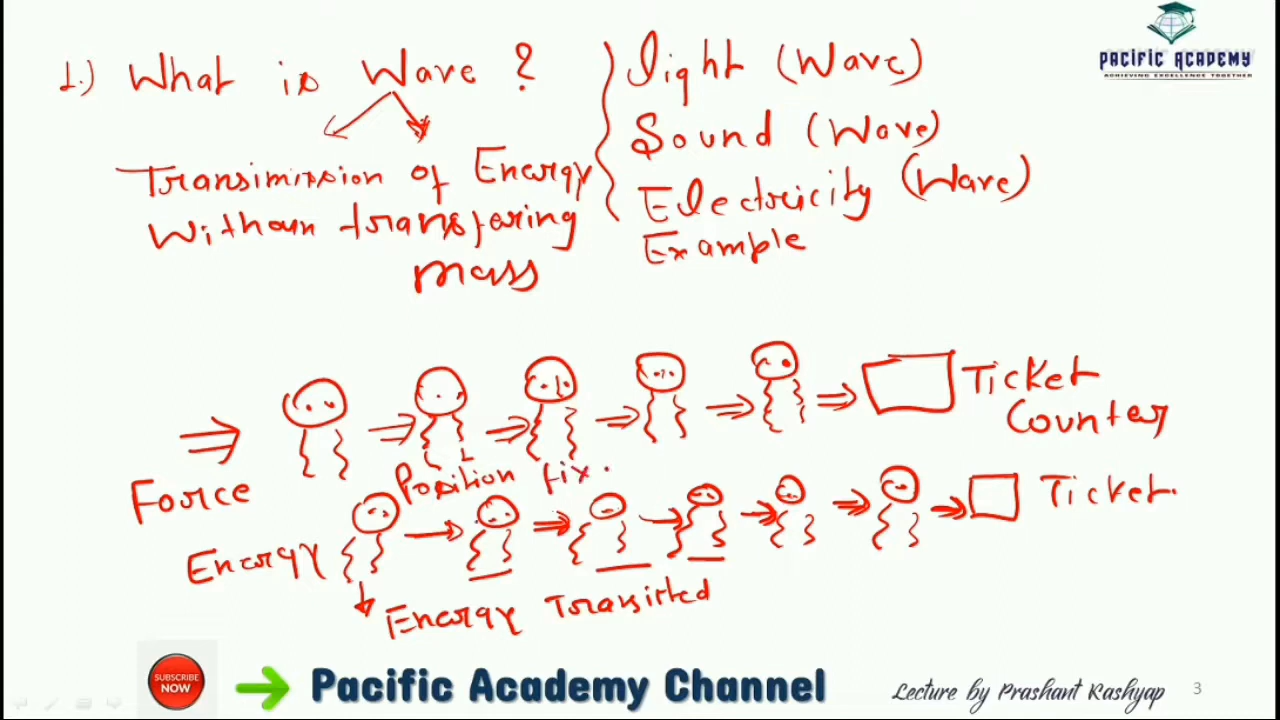 1.) What is Wave ?
Transimission of Energy
Without transfering
mass
light (Wave)
Sound (Wave)
Electricity (Wave)
Example
PACIFIC ACADEMY
ACHIEVING EXCELLENCE TOGETHER
Ticket
Counter
Force
Position fix.
Ticket.
Energy
Energy Transitted
SUBSCRIBE
NOW
Pacific Academy Channel
Lecture by Prashant Kashyap
3